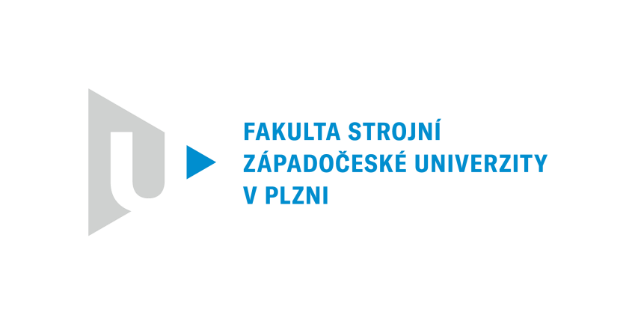 FAKULTA STROJNÍ
ZÁPADOČESKÉ UNIVERZITY
V PLZNI